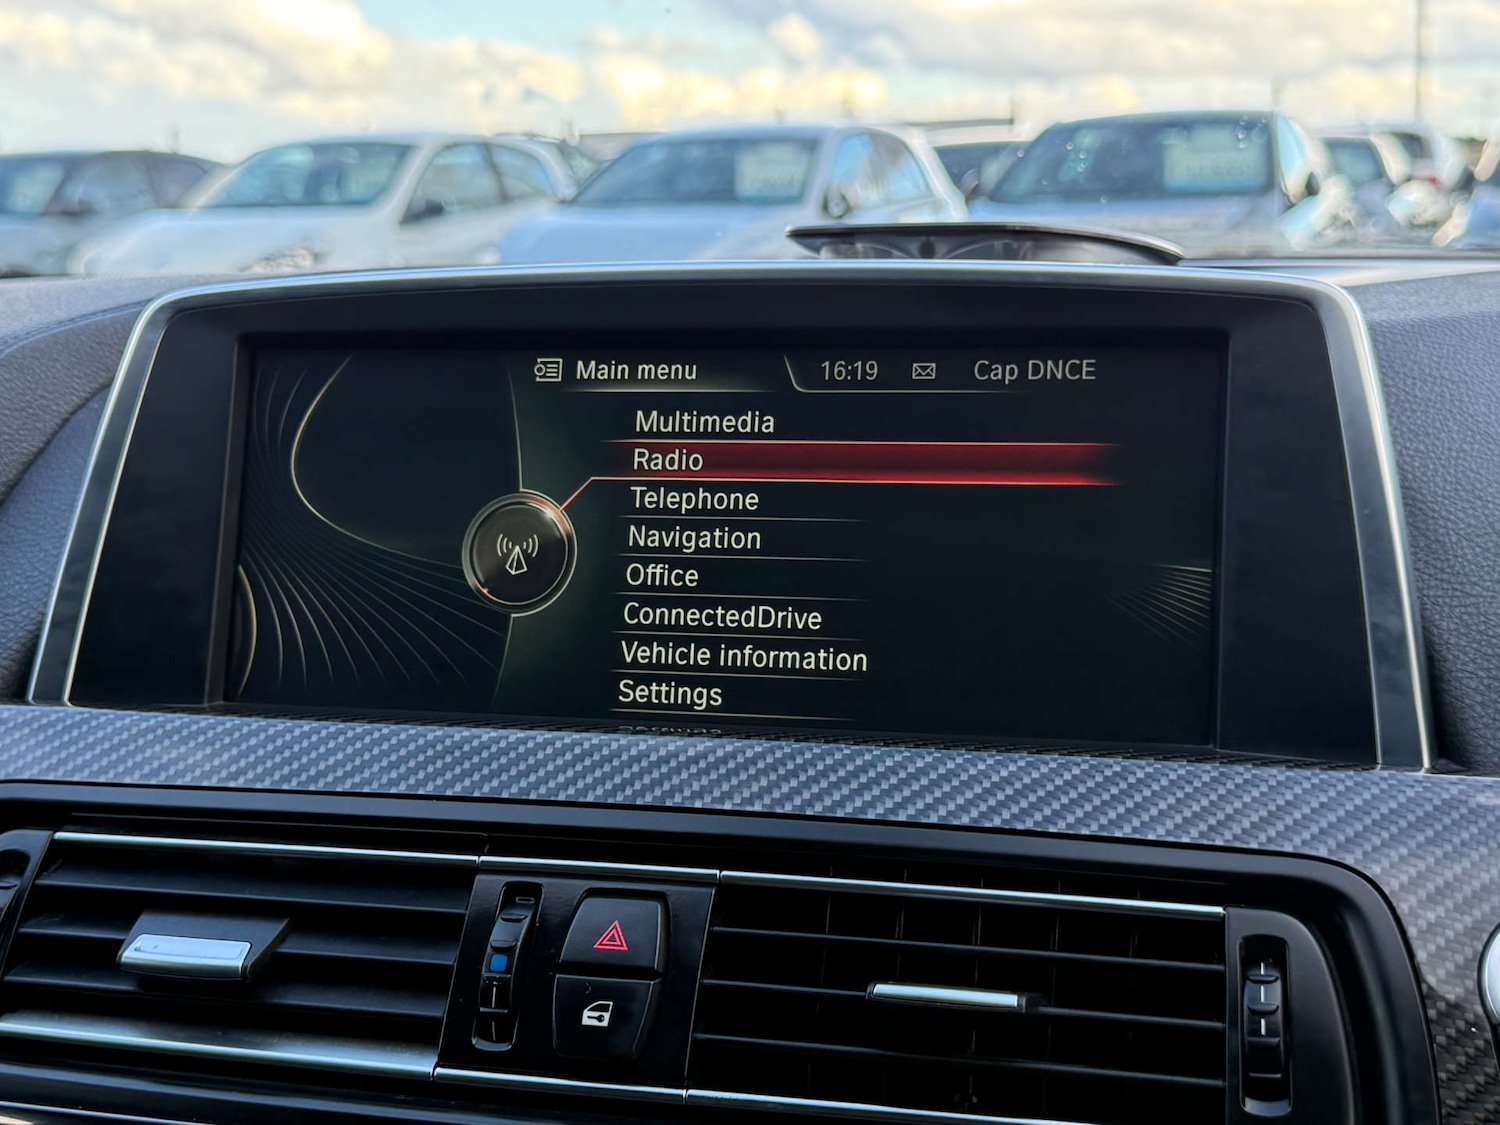 Main menu 16:19 Cap DNCE
Multimedia
Radio
Telephone
Navigation
Office
ConnectedDrive
Vehicle information
Settings